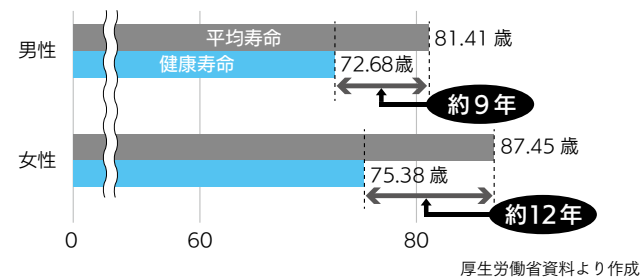 男性
平均寿命
81.41 歳
健康寿命
72.68歳
約9年
女性
87.45 歳
75.38 歳
約12年
0 60 80
厚生労働省資料より作成